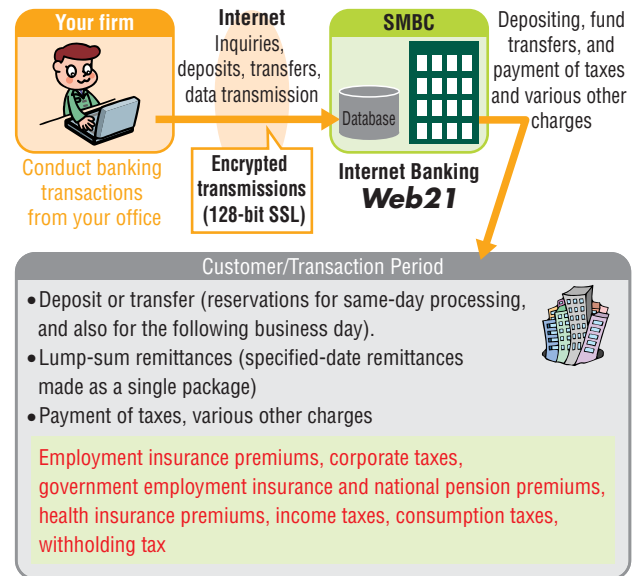 Your firm
Internet
Inquiries,
deposits, transfers,
data transmission
SMBC
Database
Depositing, fund
transfers, and
payment of taxes
and various other
charges
Conduct banking
transactions
from your office
Encrypted
transmissions
(128-bit SSL)
Internet Banking
Web21
Customer/Transaction Period
• Deposit or transfer (reservations for same-day processing,
and also for the following business day).
• Lump-sum remittances (specified-date remittances
made as a single package)
• Payment of taxes, various other charges
Employment insurance premiums, corporate taxes,
government employment insurance and national pension premiums,
health insurance premiums, income taxes, consumption taxes,
withholding tax